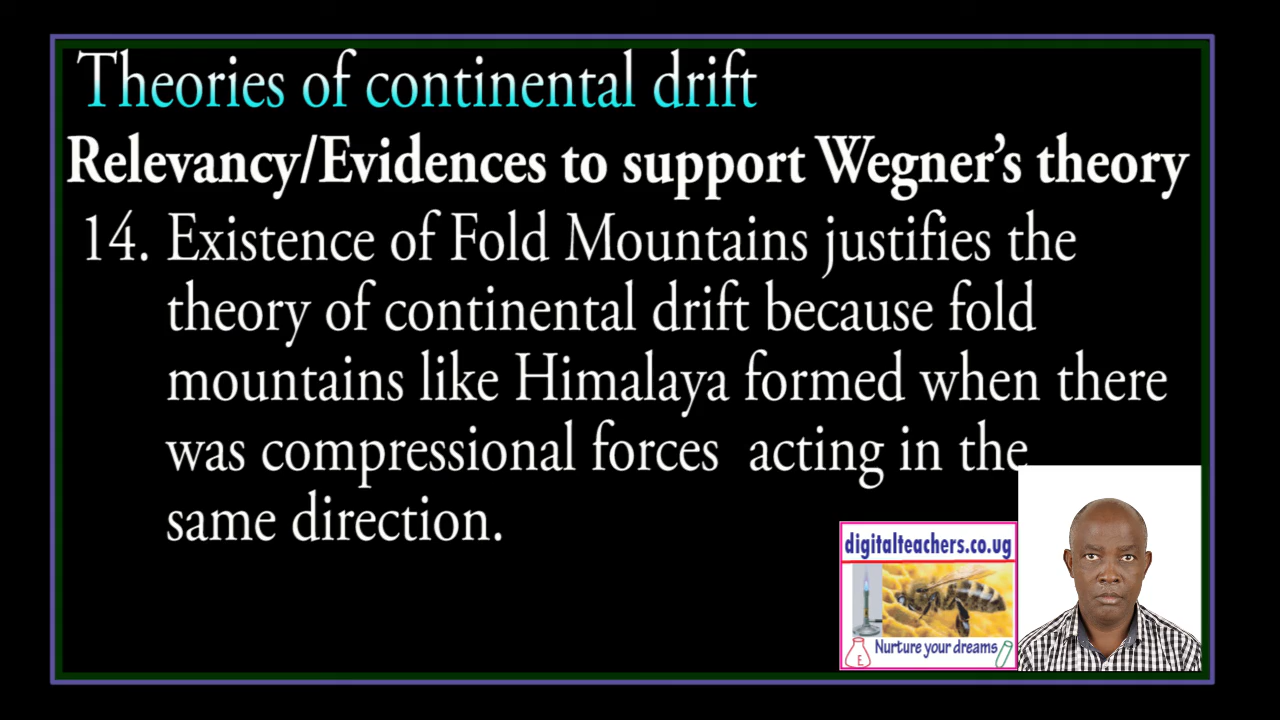 Theories of continental drift
Relevancy/Evidences to support Wegner's theory
14. Existence of Fold Mountains justifies the
theory of continental drift because fold
mountains like Himalaya formed when there
was compressional forces acting in the
same direction.
digitalteachers.co.ug
Nurture your dreams
E